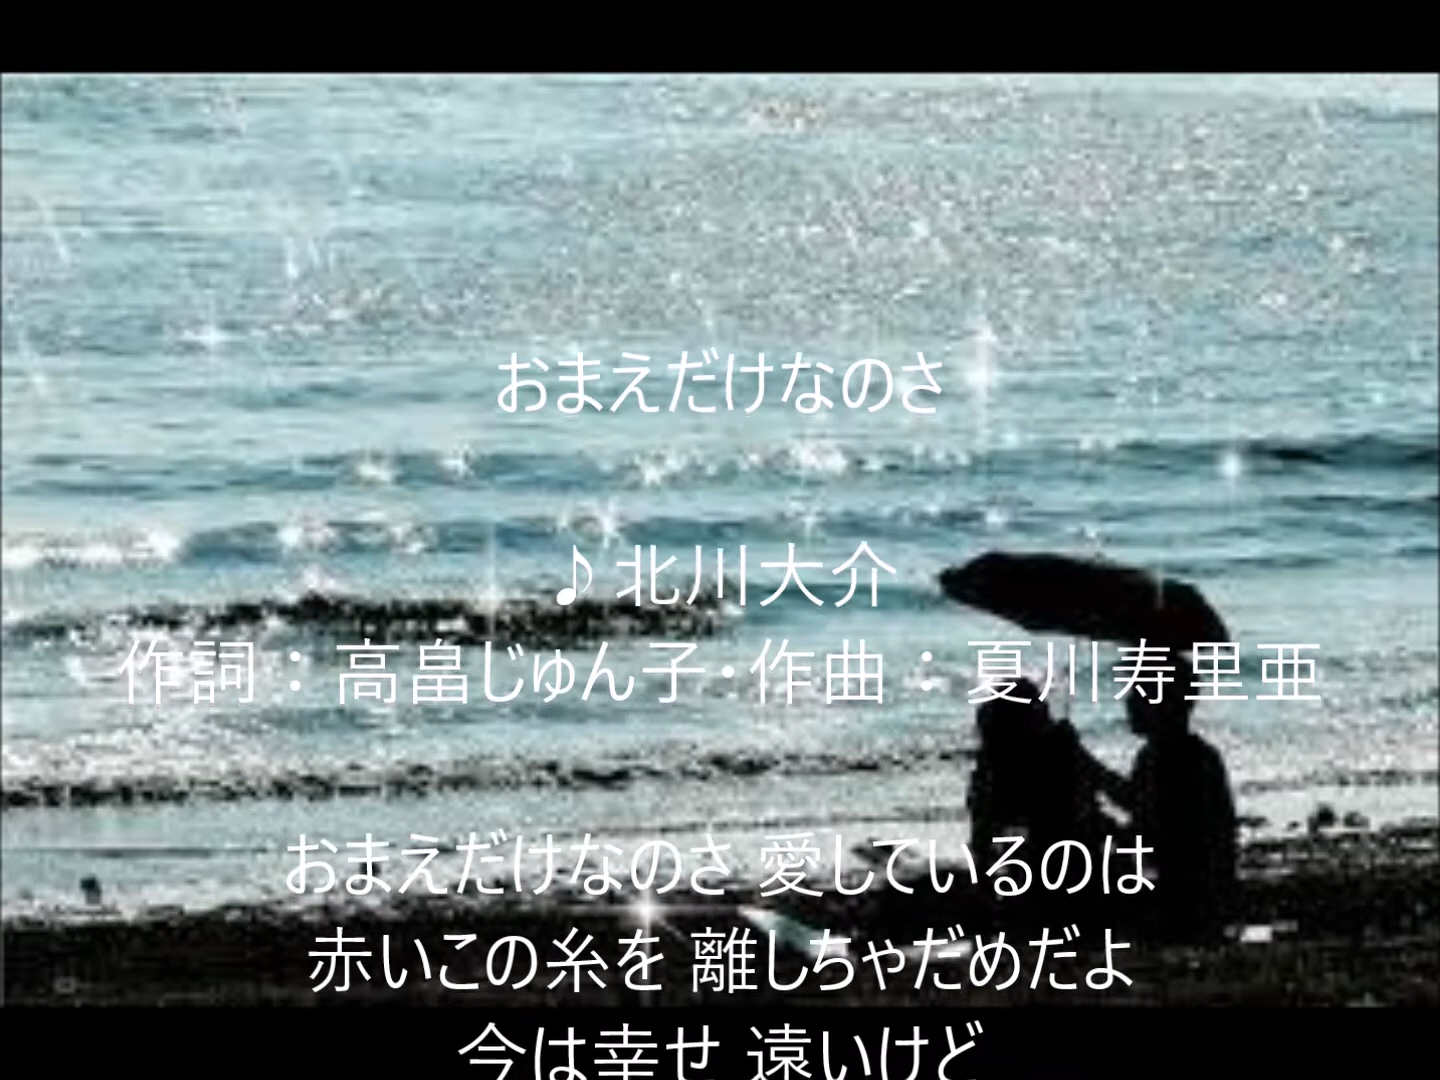 おまえだけなのさ
♪北川大介
作詞：高畠じゅん子・作曲：夏川寿里亜
おまえだけなのさ 愛しているのは
赤いこの糸を 離しちゃだめだよ
今は幸せ 遠いけど